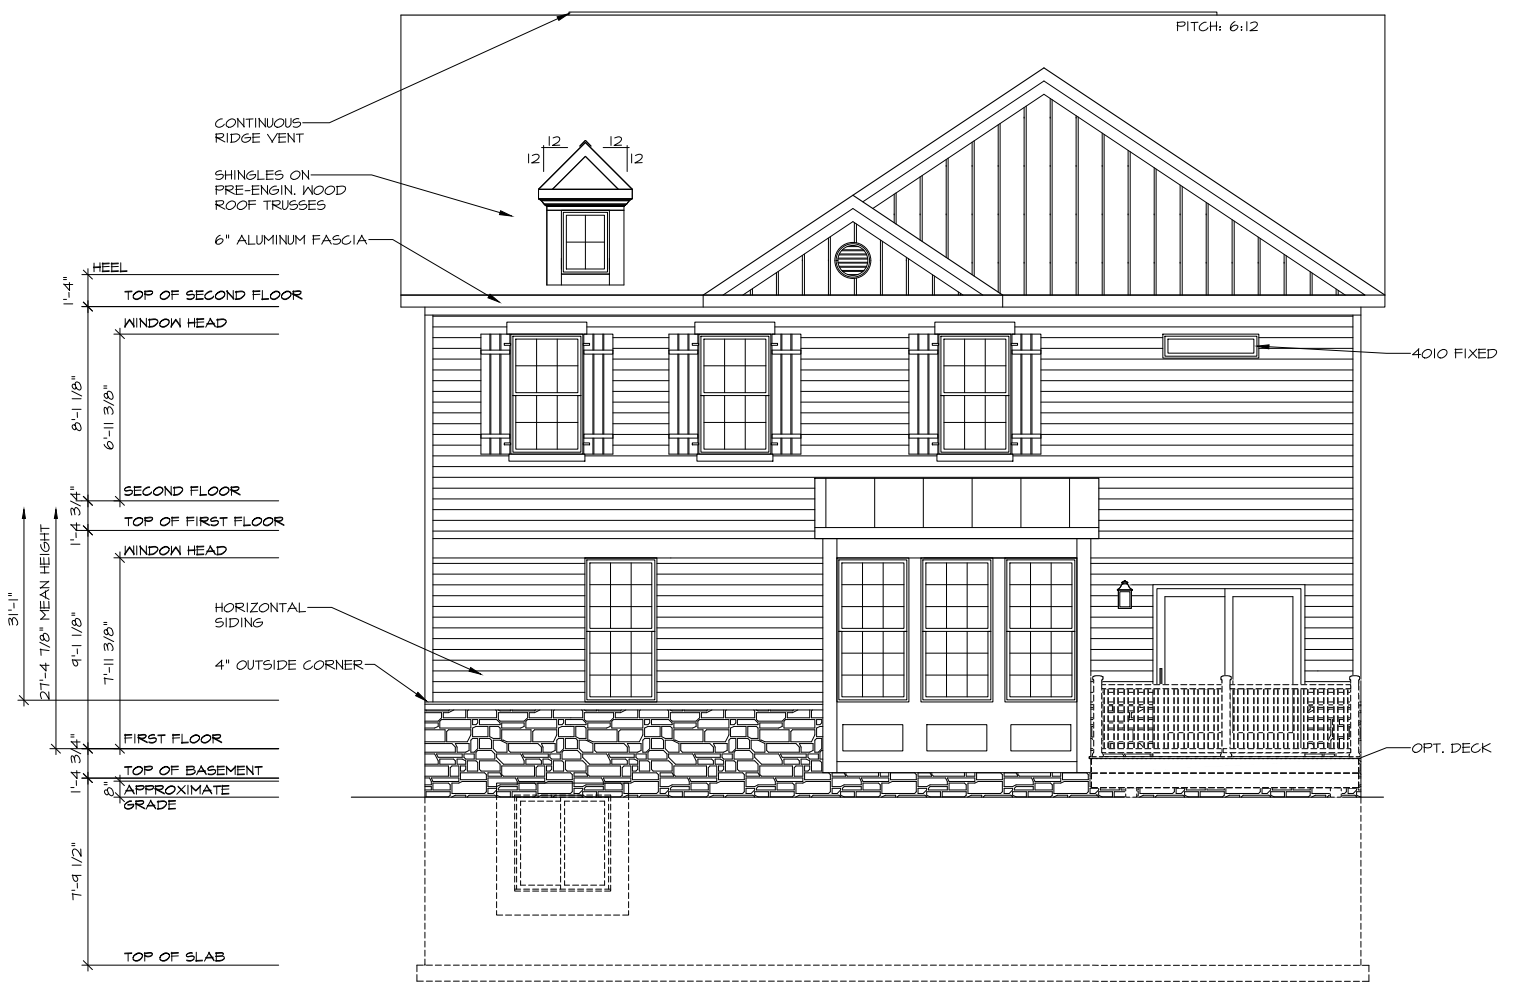 PITCH: 6:12
CONTINUOUS
RIDGE VENT
12
12
12
12
SHINGLES ON
PRE-ENGIN. WOOD
ROOF TRUSSES
6" ALUMINUM FASCIA
HEEL
1'-4"
TOP OF SECOND FLOOR
WINDOW HEAD
4010 FIXED
8'-1 1/8"
6'-11 3/8"
SECOND FLOOR
1'-4 3/4"
TOP OF FIRST FLOOR
WINDOW HEAD
31'-1"
27'-4 7/8" MEAN HEIGHT
9'-1 1/8"
7'-11 3/8"
HORIZONTAL
SIDING
4" OUTSIDE CORNER
FIRST FLOOR
OPT. DECK
1'-4 3/4"
TOP OF BASEMENT
8"
APPROXIMATE
GRADE
7'-9 1/2"
TOP OF SLAB